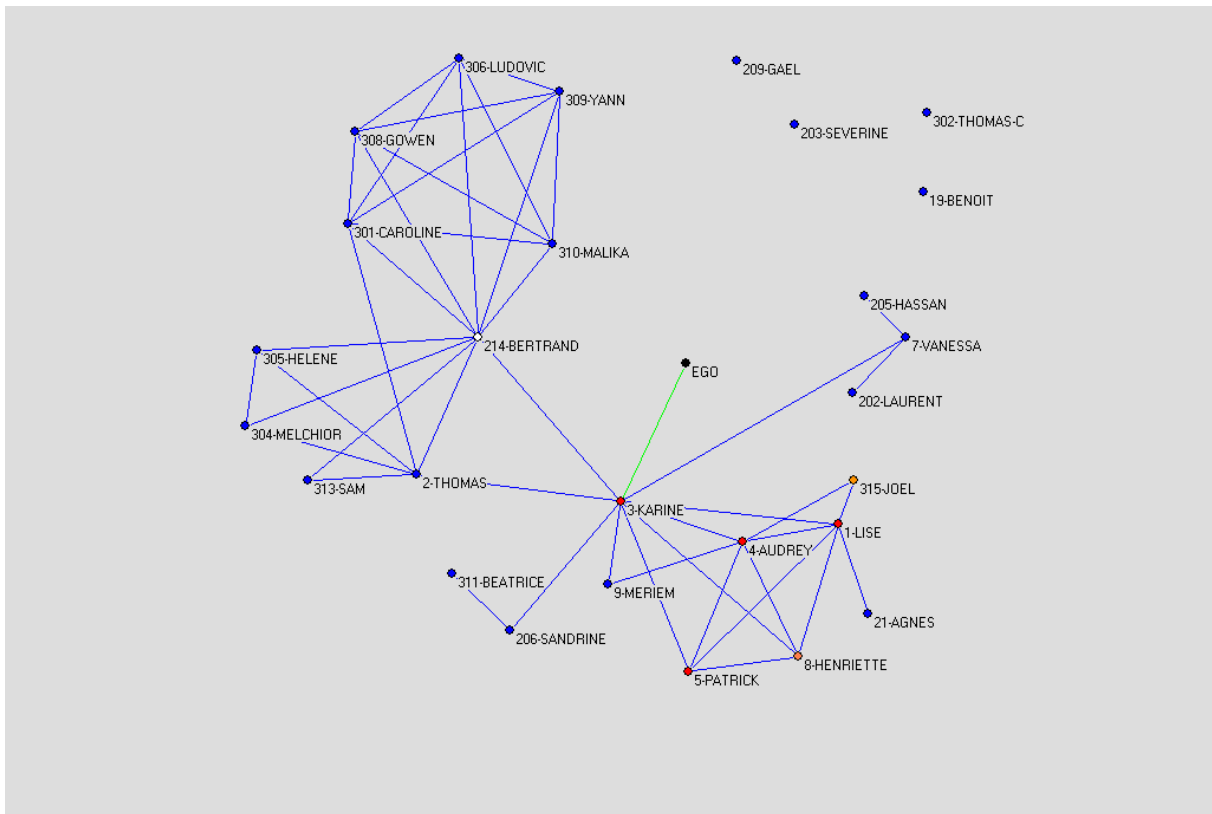 306-LUDOVIC
209-GAEL
309-YANN
302-THOMAS-C
203-SEVERINE
308-GOWEN
19-BENOIT
301-CAROLINE
310-MALIKA
205-HASSAN
214-BERTRAND
7-VANESSA
305-HELENE
EGO
202-LAURENT
304-MELCHIOR
2-THOMAS
313-SAM
315-JOEL
3-KARINE
1-LISE
4-AUDREY
311-BEATRICE
9-MERIEM
21-AGNES
206-SANDRINE
8-HENRIETTE
5-PATRICK